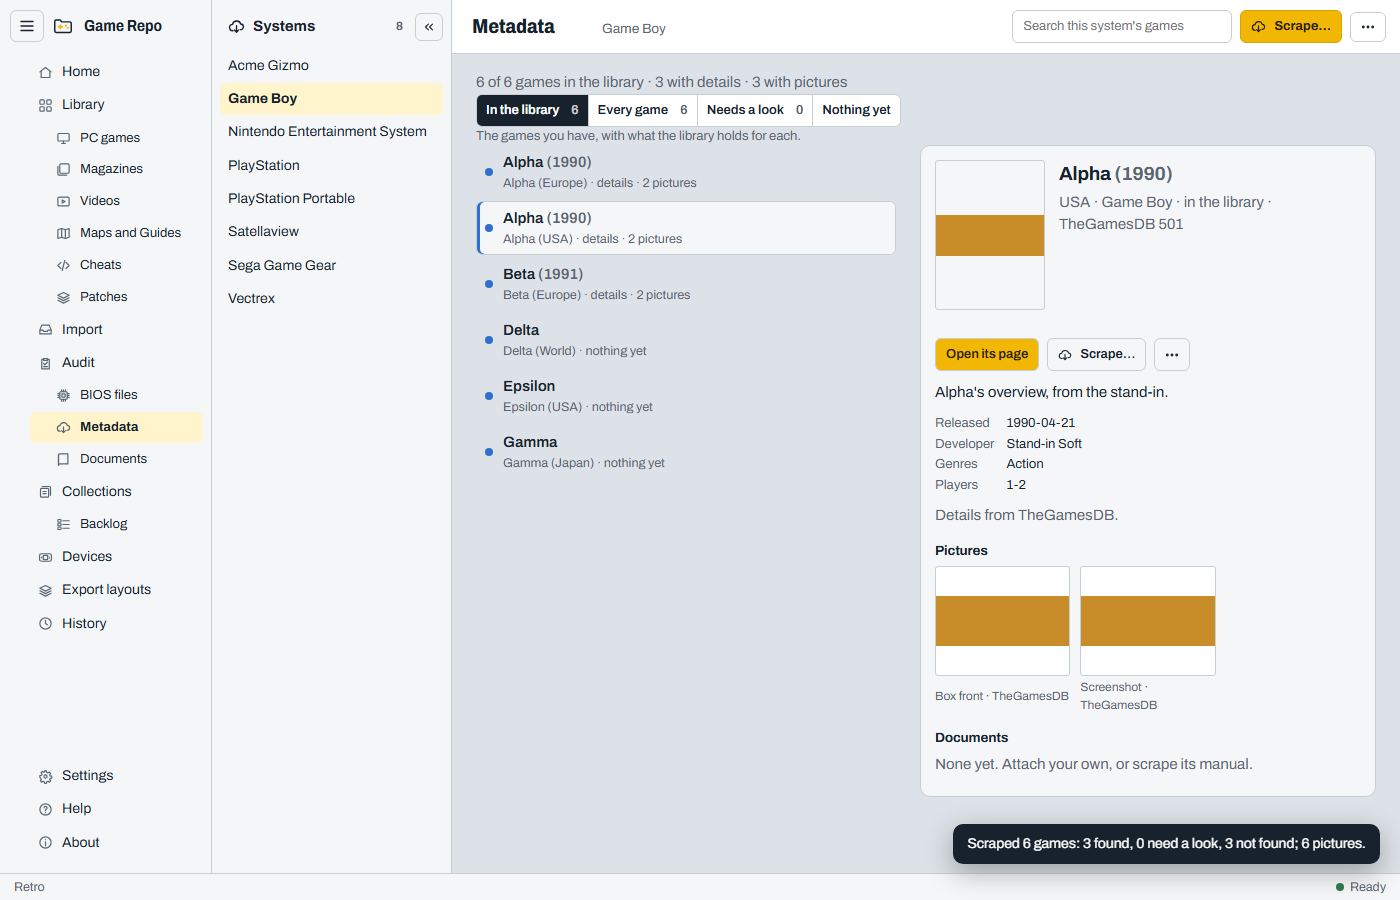 Game Repo
Home
Library
PC games
Magazines
Videos
Maps and Guides
Cheats
Patches
Import
Audit
BIOS files
Metadata
Documents
Collections
Backlog
Devices
Export layouts
History
Settings
Help
About
Systems 8
Acme Gizmo
Game Boy
Nintendo Entertainment System
PlayStation
PlayStation Portable
Satellaview
Sega Game Gear
Vectrex
Metadata Game Boy Search this system's games Scrape...
6 of 6 games in the library · 3 with details · 3 with pictures
In the library 6 Every game 6 Needs a look 0 Nothing yet
The games you have, with what the library holds for each.
Alpha (1990)
Alpha (Europe) · details · 2 pictures
Alpha (1990)
Alpha (USA) · details · 2 pictures
Beta (1991)
Beta (Europe) · details · 2 pictures
Delta
Delta (World) · nothing yet
Epsilon
Epsilon (USA) · nothing yet
Gamma
Gamma (Japan) · nothing yet
Alpha (1990)
USA · Game Boy · in the library ·
TheGamesDB 501
Open its page Scrape...
Alpha's overview, from the stand-in.
Released 1990-04-21
Developer Stand-in Soft
Genres Action
Players 1-2
Details from TheGamesDB.
Pictures
Box front · TheGamesDB
Screenshot ·
TheGamesDB
Documents
None yet. Attach your own, or scrape its manual.
Scraped 6 games: 3 found, 0 need a look, 3 not found; 6 pictures.
Retro Ready